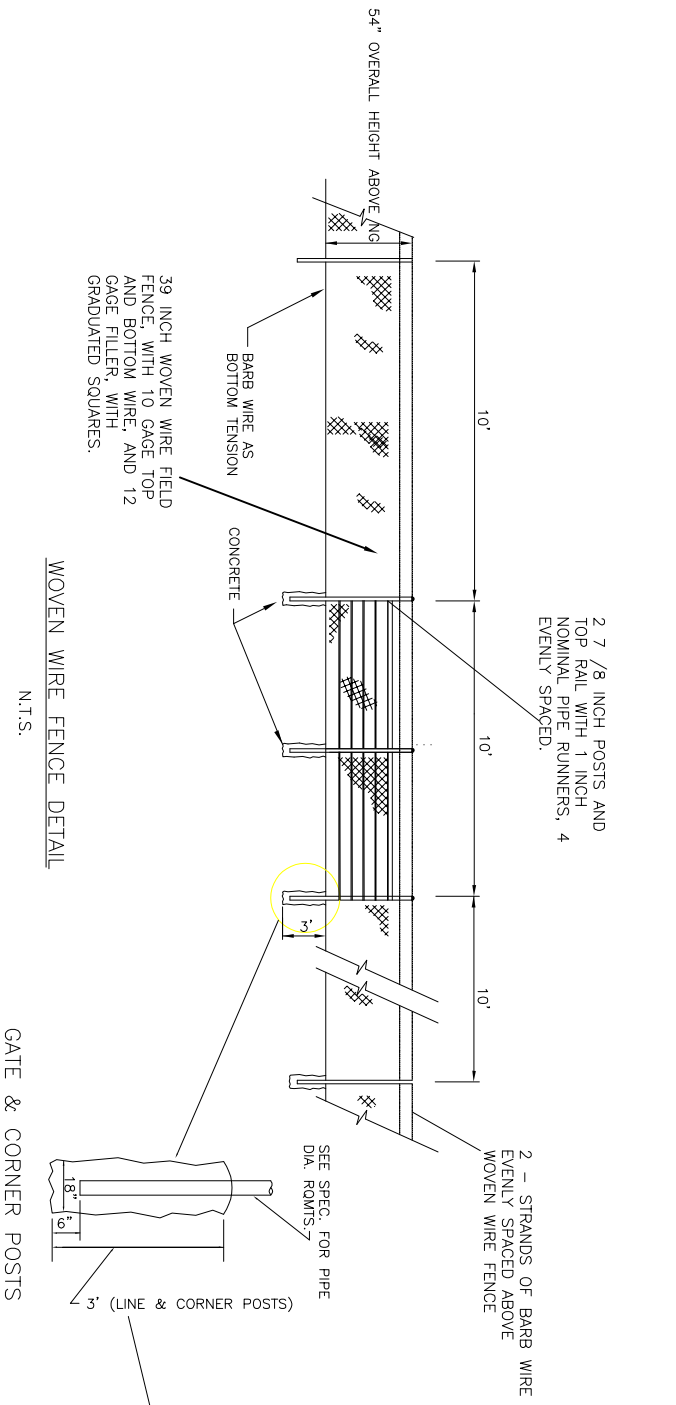 2 7 /8 INCH POSTS AND
TOP RAIL WITH 1 INCH
NOMINAL PIPE RUNNERS, 4
EVENLY SPACED.
2 - STRANDS OF BARB WIRE
EVENLY SPACED ABOVE
WOVEN WIRE FENCE
10'
10'
10'
54" OVERALL HEIGHT ABOVE NG
3'
BARB WIRE AS
BOTTOM TENSION
CONCRETE
SEE SPEC. FOR PIPE
DIA. RQMTS.
39 INCH WOVEN WIRE FIELD
FENCE, WITH 10 GAGE TOP
AND BOTTOM WIRE, AND 12
GAGE FILLER, WITH
GRADUATED SQUARES.
18"
6"
3' (LINE & CORNER POSTS)
WOVEN WIRE FENCE DETAIL
N.T.S.
GATE & CORNER POSTS